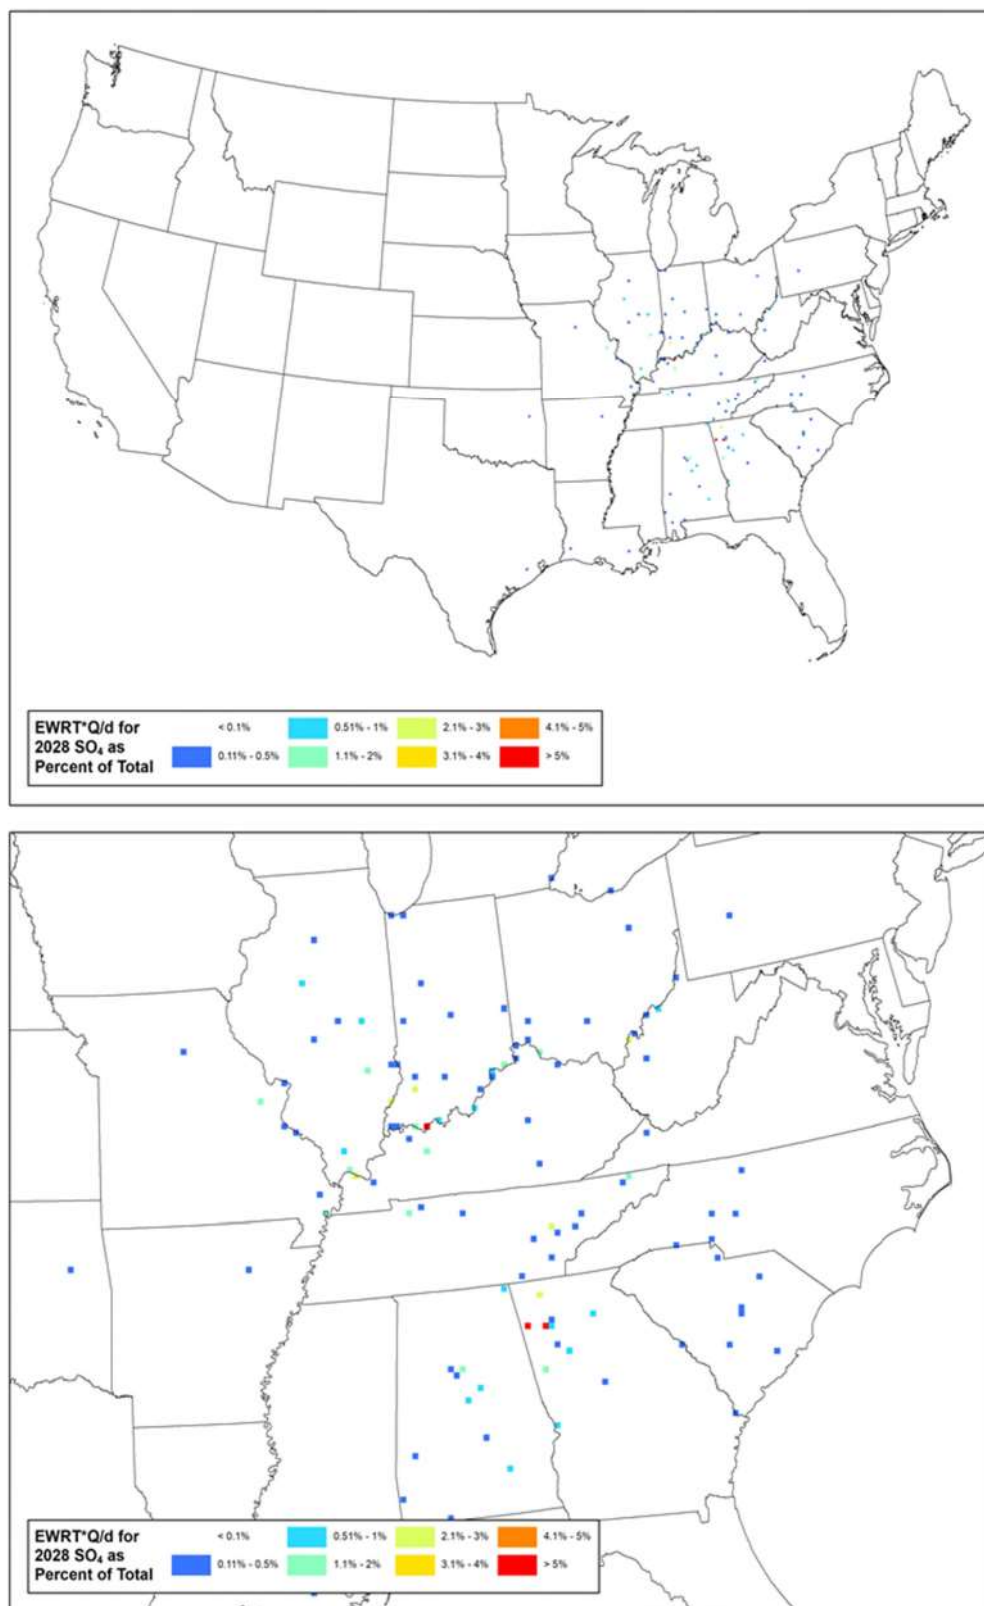 EWRT*Q/d for
2028 SO₄ as
Percent of Total
< 0.1%
0.51% - 1%
2.1% - 3%
4.1% - 5%
0.11% - 0.5%
1.1% - 2%
3.1% - 4%
> 5%
EWRT*Q/d for
2028 SO₄ as
Percent of Total
< 0.1%
0.51% - 1%
2.1% - 3%
4.1% - 5%
0.11% - 0.5%
1.1% - 2%
3.1% - 4%
> 5%